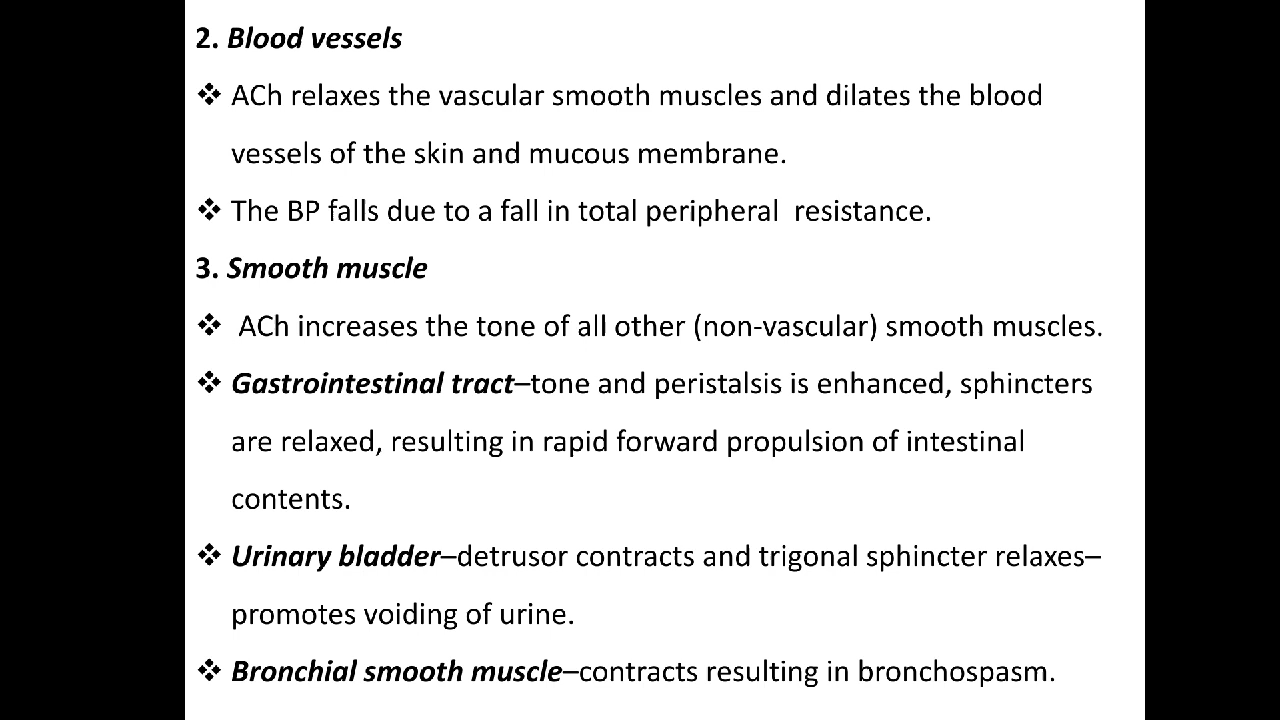 2. Blood vessels
❖ ACh relaxes the vascular smooth muscles and dilates the blood
vessels of the skin and mucous membrane.
❖ The BP falls due to a fall in total peripheral  resistance.
3. Smooth muscle
❖ ACh increases the tone of all other (non-vascular) smooth muscles.
❖ Gastrointestinal tract–tone and peristalsis is enhanced, sphincters
are relaxed, resulting in rapid forward propulsion of intestinal
contents.
❖ Urinary bladder–detrusor contracts and trigonal sphincter relaxes–
promotes voiding of urine.
❖ Bronchial smooth muscle–contracts resulting in bronchospasm.